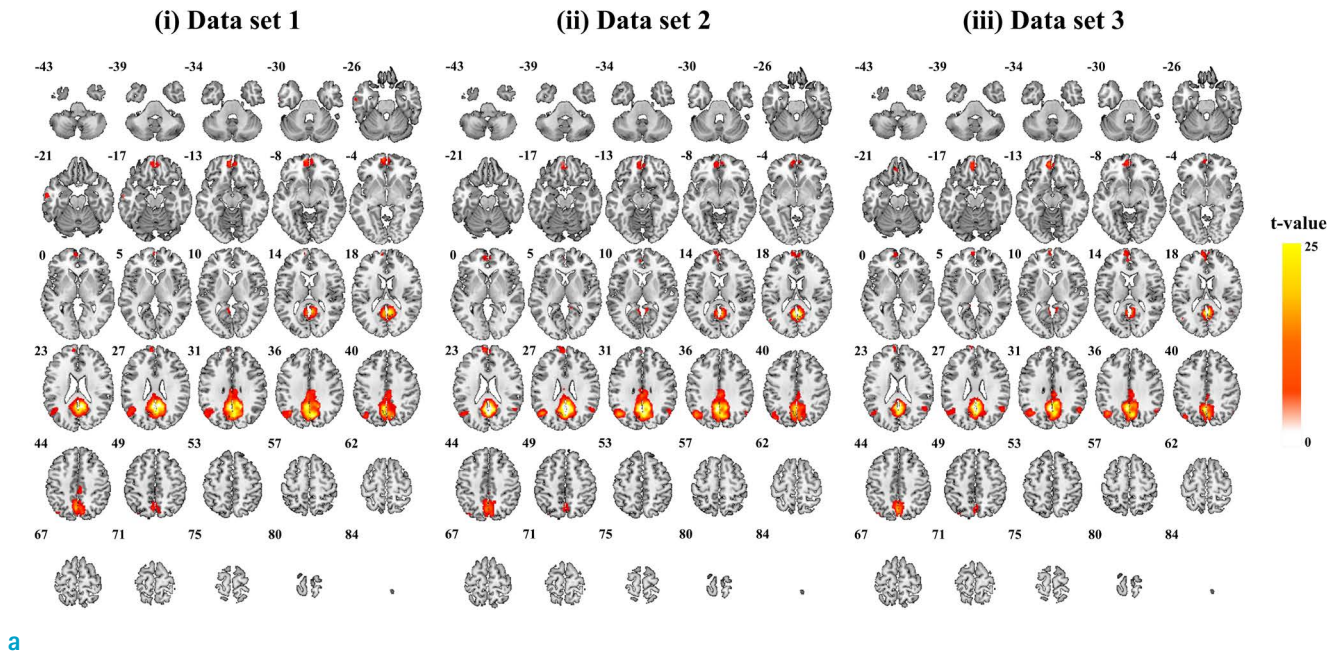 (i) Data set 1 (ii) Data set 2 (iii) Data set 3
-43 -39 -34 -30 -26 -43 -39 -34 -30 -26 -43 -39 -34 -30 -26
-21 -17 -13 -8 -4 -21 -17 -13 -8 -4 -21 -17 -13 -8 -4
t-value
0 5 10 14 18 0 5 10 14 18 0 5 10 14 18 25
23 27 31 36 40 23 27 31 36 40 23 27 31 36 40
0
44 49 53 57 62 44 49 53 57 62 44 49 53 57 62
67 71 75 80 84 67 71 75 80 84 67 71 75 80 84
a